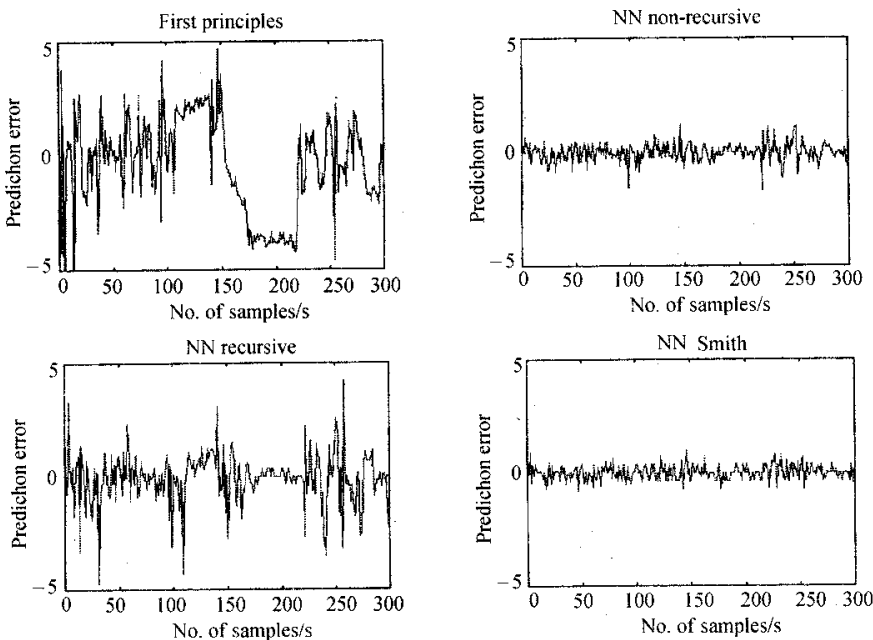 First principles
5
0
−5
Predichon error
0 50 100 150 200 250 300
No. of samples/s
NN non-recursive
5
0
−5
Predichon error
0 50 100 150 200 250 300
No. of samples/s
NN recursive
5
0
−5
Predichon error
0 50 100 150 200 250 300
No. of samples/s
NN Smith
5
0
−5
Predichon error
0 50 100 150 200 250 300
No. of samples/s